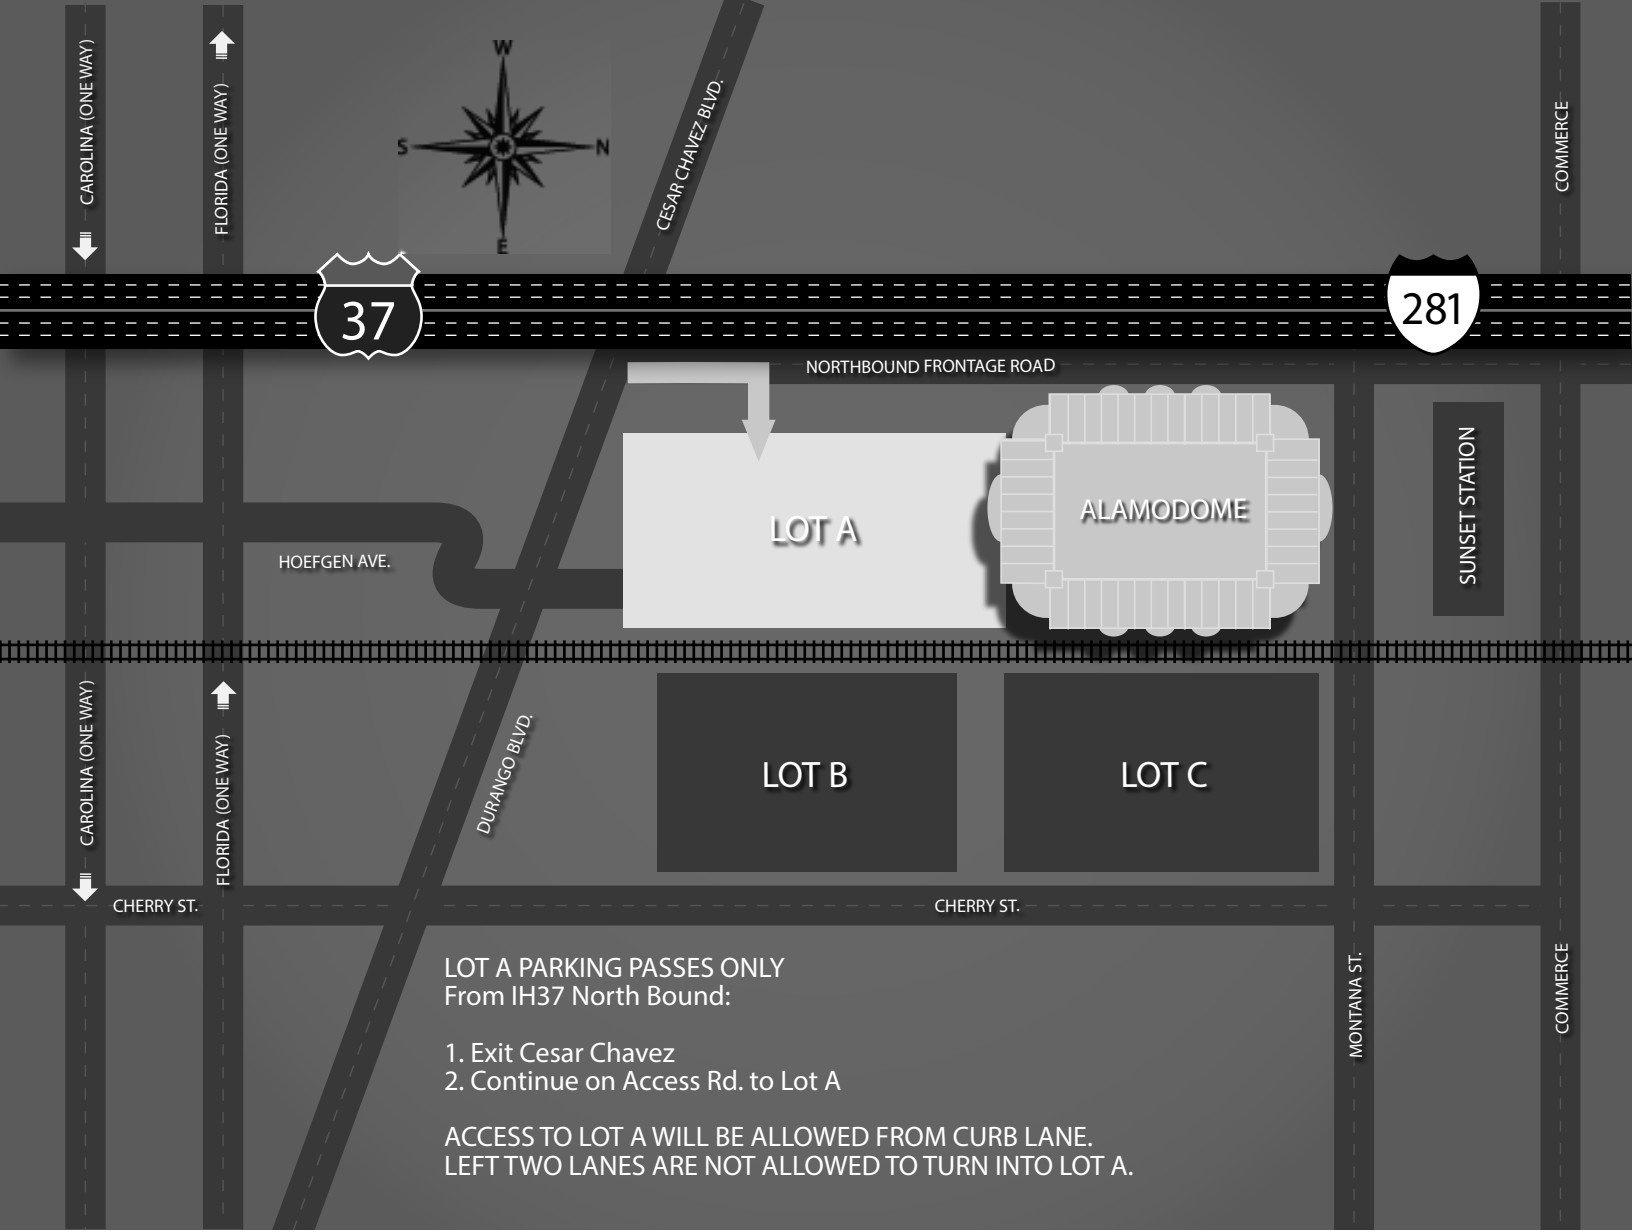 W
S
N
E
CAROLINA (ONE WAY)
FLORIDA (ONE WAY)
CESAR CHAVEZ BLVD.
COMMERCE
37
281
NORTHBOUND FRONTAGE ROAD
LOT A
ALAMODOME
SUNSET STATION
HOEFGEN AVE.
CAROLINA (ONE WAY)
FLORIDA (ONE WAY)
DURANGO BLVD.
LOT B
LOT C
CHERRY ST.
CHERRY ST.
MONTANA ST.
COMMERCE
LOT A PARKING PASSES ONLY
From IH37 North Bound:
1. Exit Cesar Chavez
2. Continue on Access Rd. to Lot A
ACCESS TO LOT A WILL BE ALLOWED FROM CURB LANE.
LEFT TWO LANES ARE NOT ALLOWED TO TURN INTO LOT A.